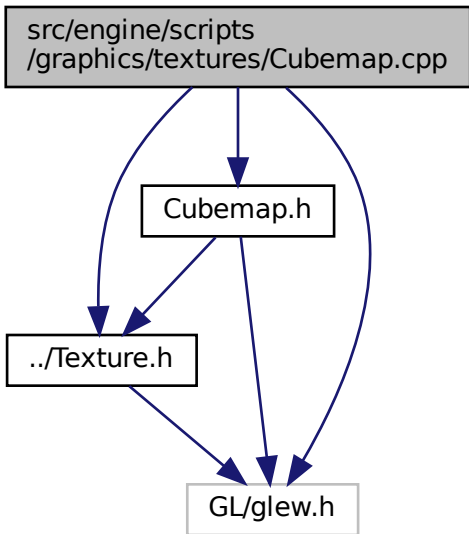 src/engine/scripts
/graphics/textures/Cubemap.cpp
Cubemap.h
../Texture.h
GL/glew.h